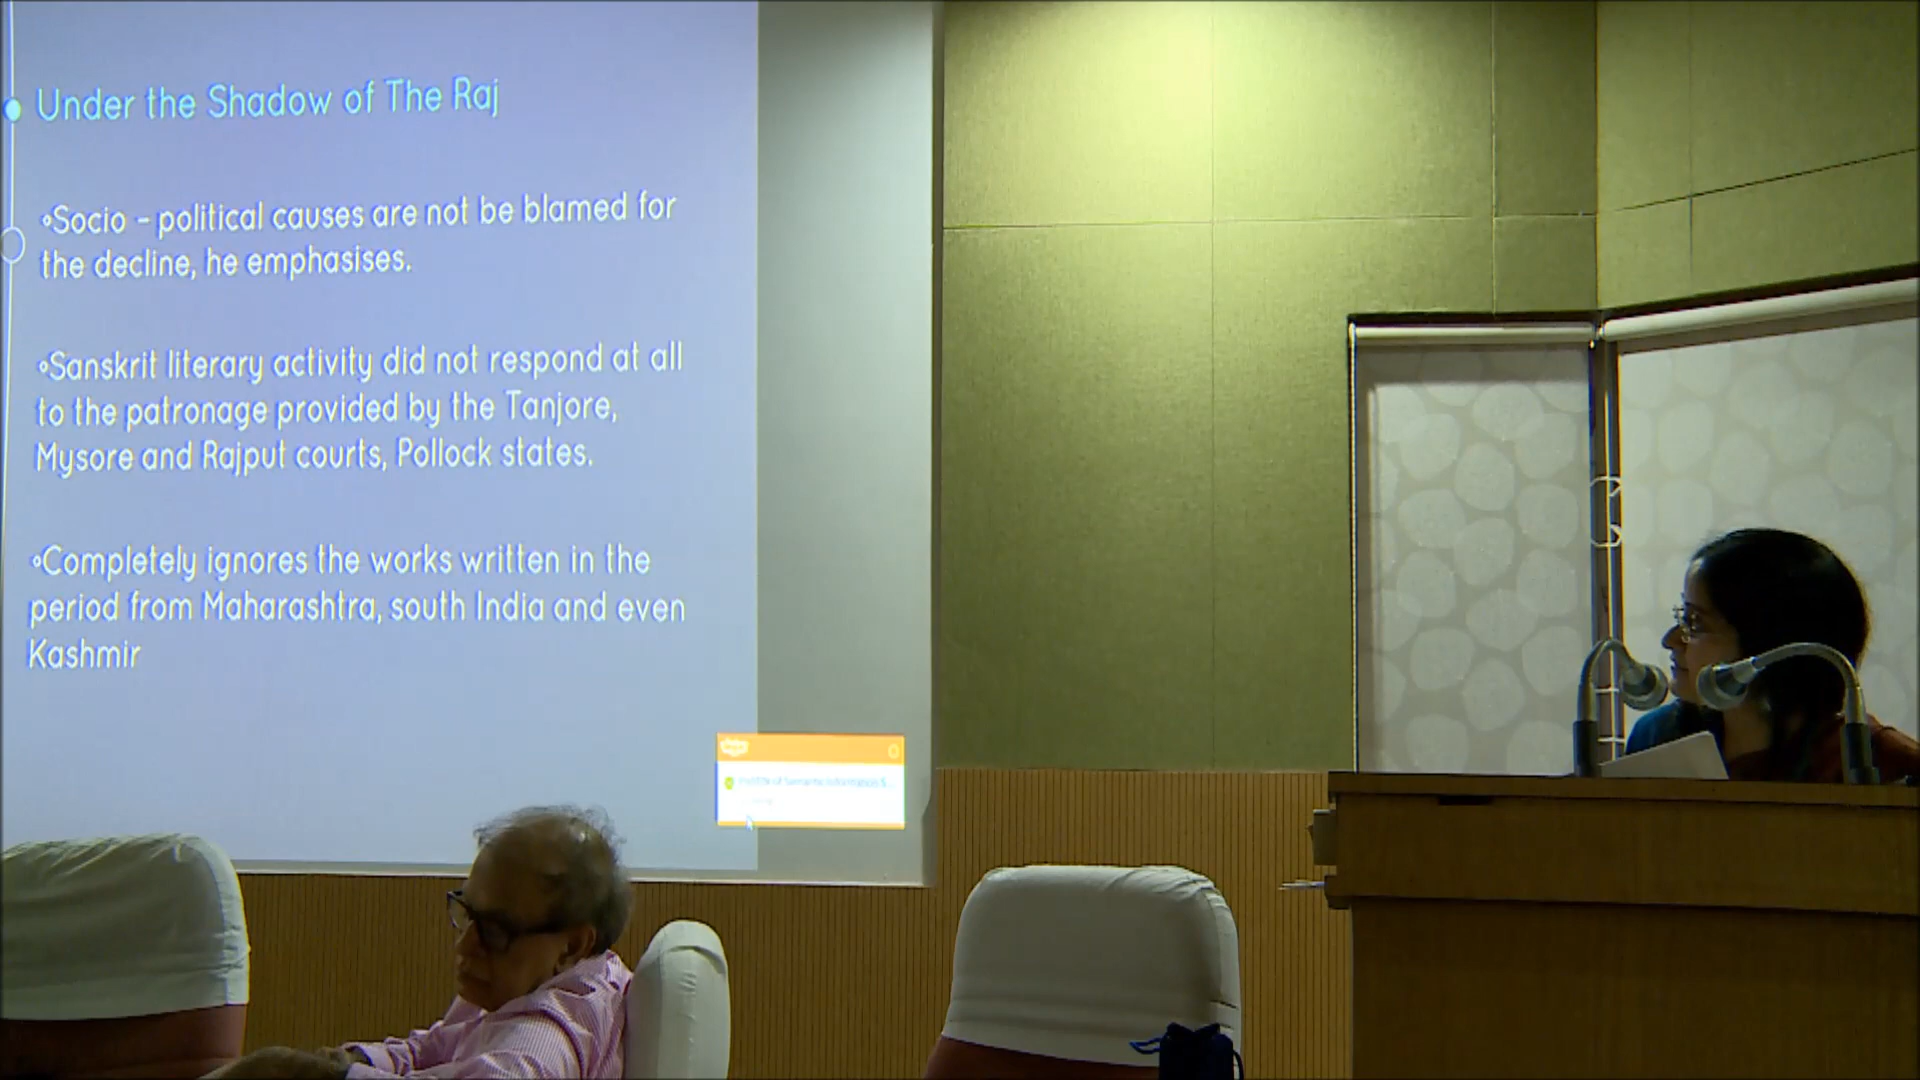 Under the Shadow of The Raj
Socio - political causes are not be blamed for
the decline, he emphasises.
Sanskrit literary activity did not respond at all
to the patronage provided by the Tanjore,
Mysore and Rajput courts, Pollock states.
Completely ignores the works written in the
period from Maharashtra, south India and even
Kashmir